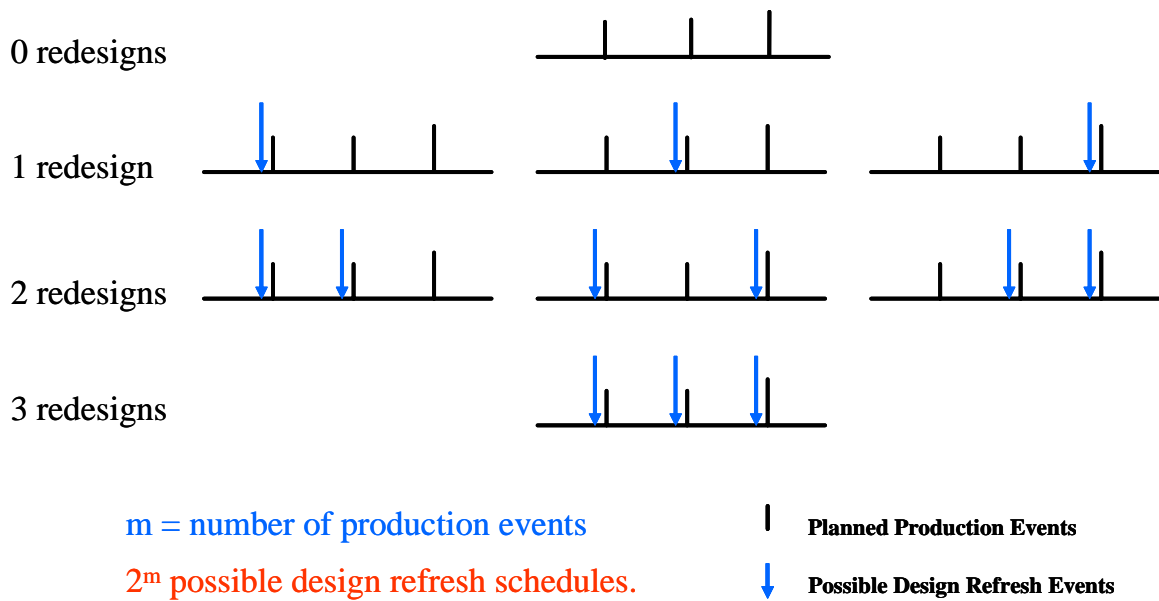 0 redesigns
1 redesign
2 redesigns
3 redesigns
m = number of production events
2ᵐ possible design refresh schedules.
Planned Production Events
Possible Design Refresh Events